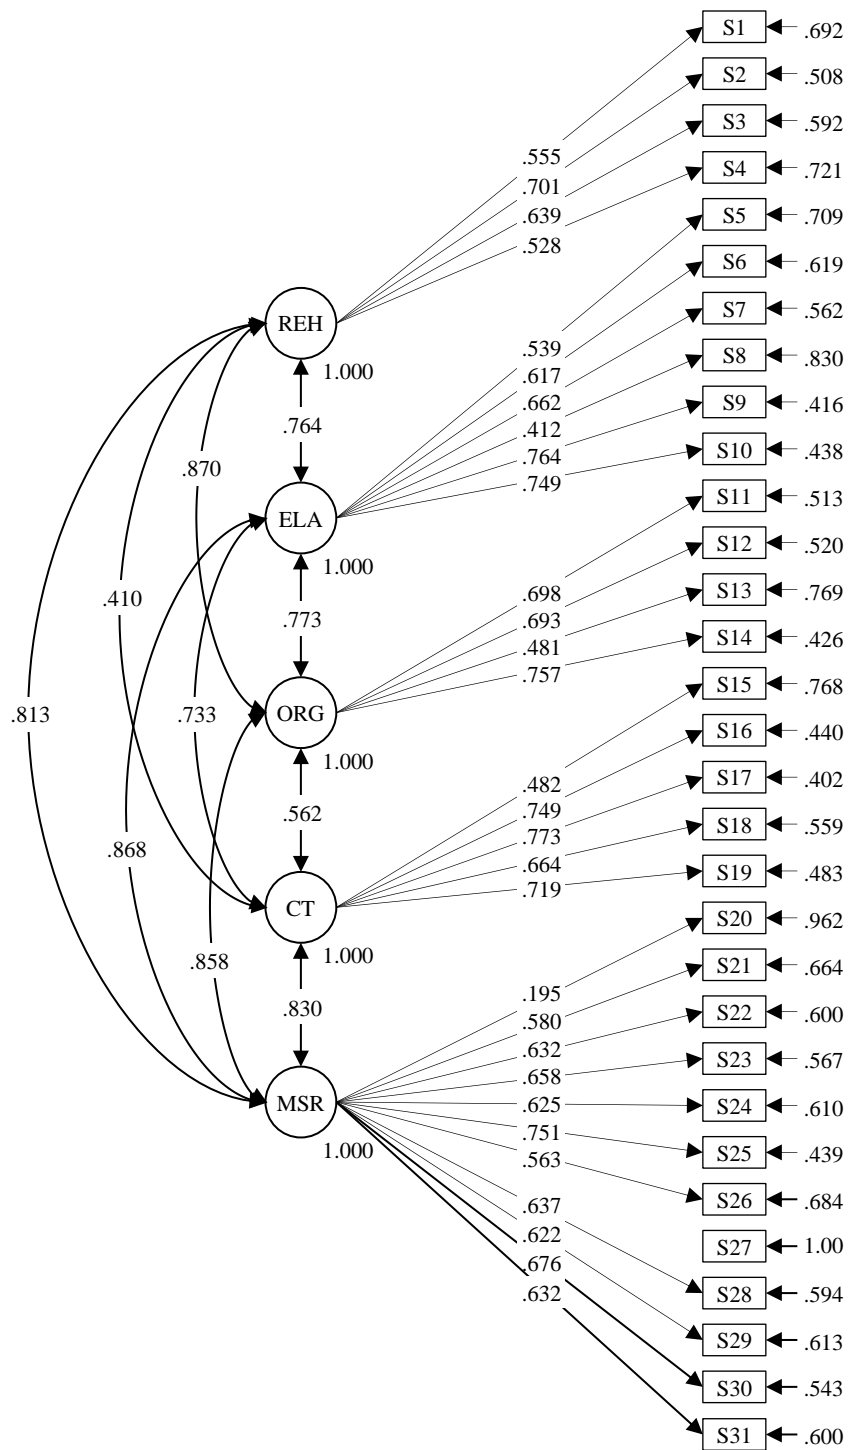 S1 .692
S2 .508
S3 .592
S4 .721
S5 .709
S6 .619
S7 .562
S8 .830
S9 .416
S10 .438
S11 .513
S12 .520
S13 .769
S14 .426
S15 .768
S16 .440
S17 .402
S18 .559
S19 .483
S20 .962
S21 .664
S22 .600
S23 .567
S24 .610
S25 .439
S26 .684
S27 1.00
S28 .594
S29 .613
S30 .543
S31 .600
.555
.701
.639
.528
.539
.617
.662
.412
.764
.749
.698
.693
.481
.757
.482
.749
.773
.664
.719
.195
.580
.632
.658
.625
.751
.563
.637
.622
.676
.632
REH
1.000
.764
ELA
1.000
.773
ORG
1.000
.562
CT
1.000
.830
MSR
1.000
.870
.410
.813
.733
.868
.858